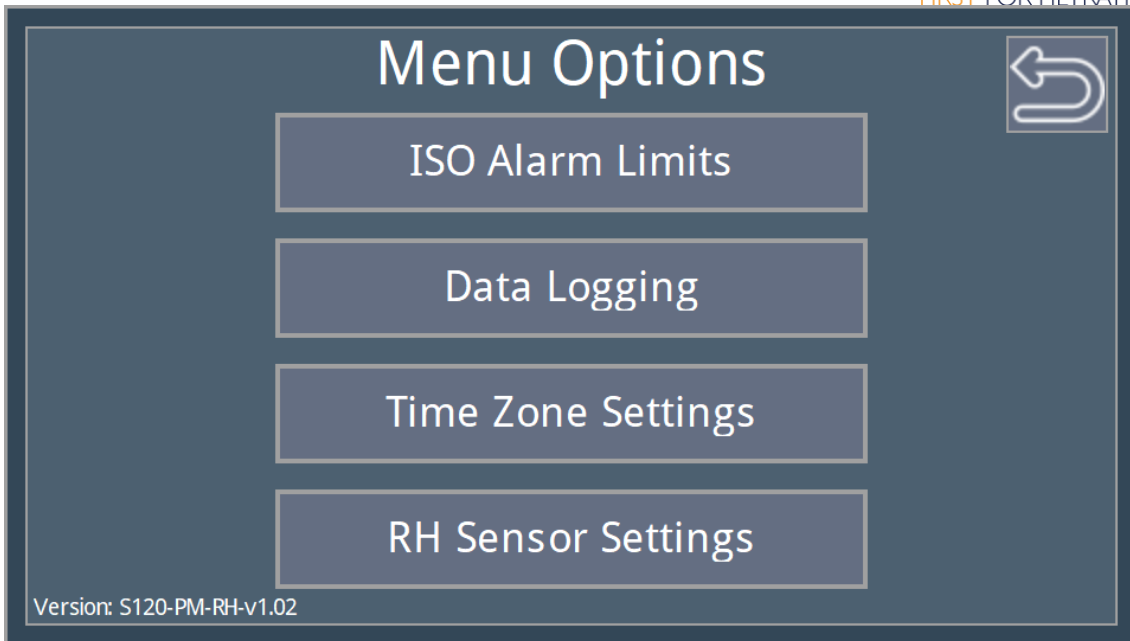 Menu Options
ISO Alarm Limits
Data Logging
Time Zone Settings
RH Sensor Settings
Version: S120-PM-RH-v1.02